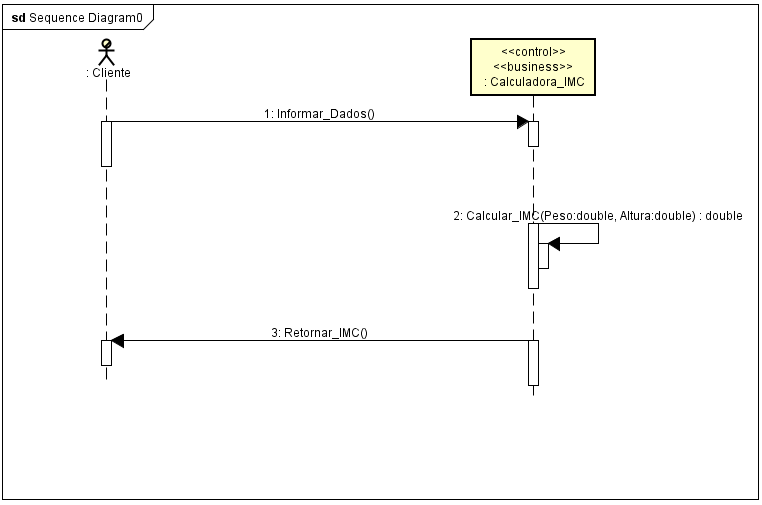 sd Sequence Diagram0
: Cliente
<<control>>
<<business>>
: Calculadora_IMC
1: Informar_Dados()
2: Calcular_IMC(Peso:double, Altura:double) : double
3: Retornar_IMC()